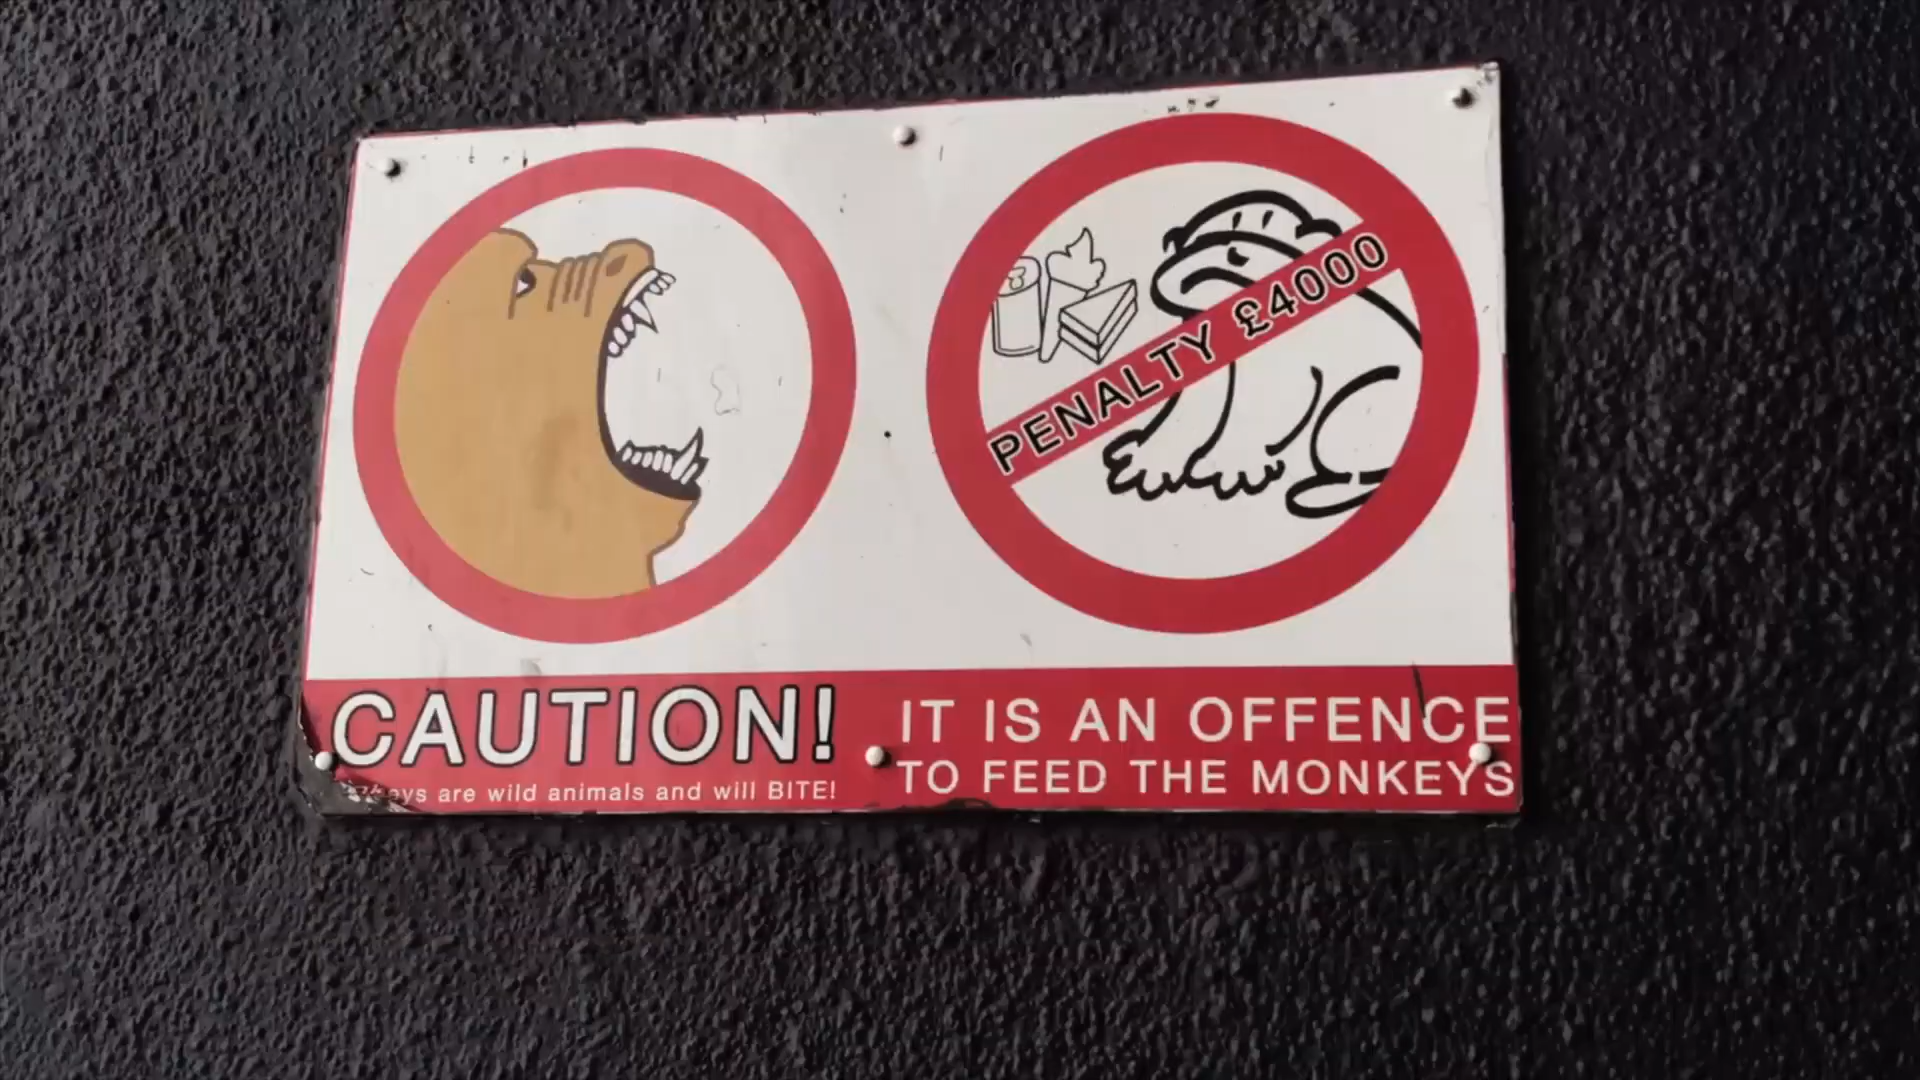 PENALTY £4000
CAUTION!
are wild animals and will BITE!
IT IS AN OFFENCE
TO FEED THE MONKEYS